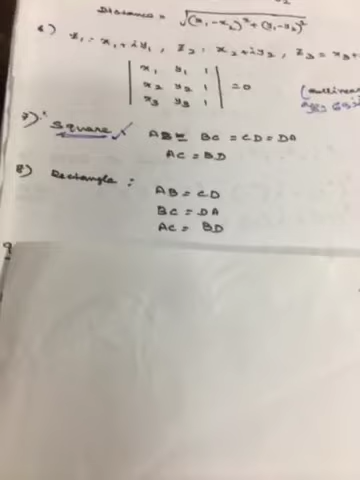 Distance = √(x₁-x₂)²+(y₁-y₂)²
6) z₁ = x₁+iy₁, z₂ = x₂+iy₂, z₃ = x₃+
| x₁ y₁ 1 |
| x₂ y₂ 1 | = 0
| x₃ y₃ 1 |
7) Square AB = BC = CD = DA
AC = BD
8) Rectangle :
AB = CD
BC = DA
AC = BD
9